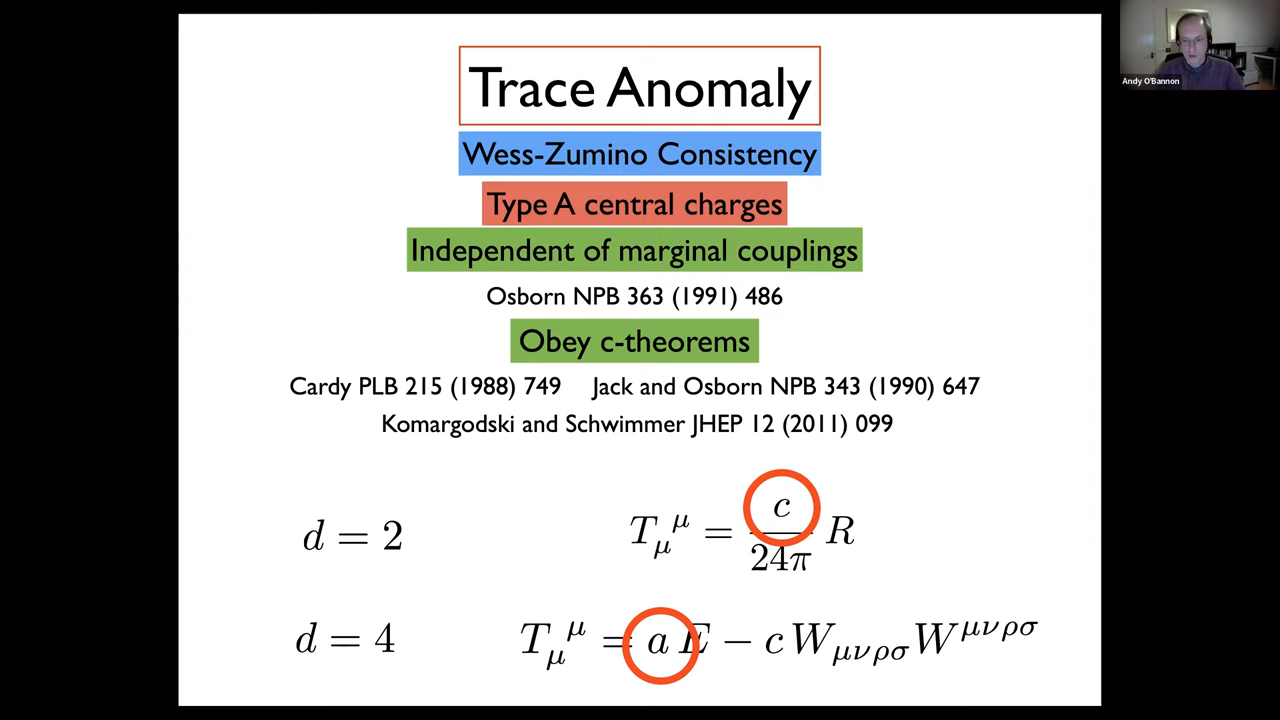 Trace Anomaly
Wess-Zumino Consistency
Type A central charges
Independent of marginal couplings
Osborn NPB 363 (1991) 486
Obey c-theorems
Cardy PLB 215 (1988) 749 Jack and Osborn NPB 343 (1990) 647
Komargodski and Schwimmer JHEP 12 (2011) 099
d = 2 T_μ^μ = c/24π R
d = 4 T_μ^μ = a E − c W_μνρσ W^μνρσ
Andy O'Bannon